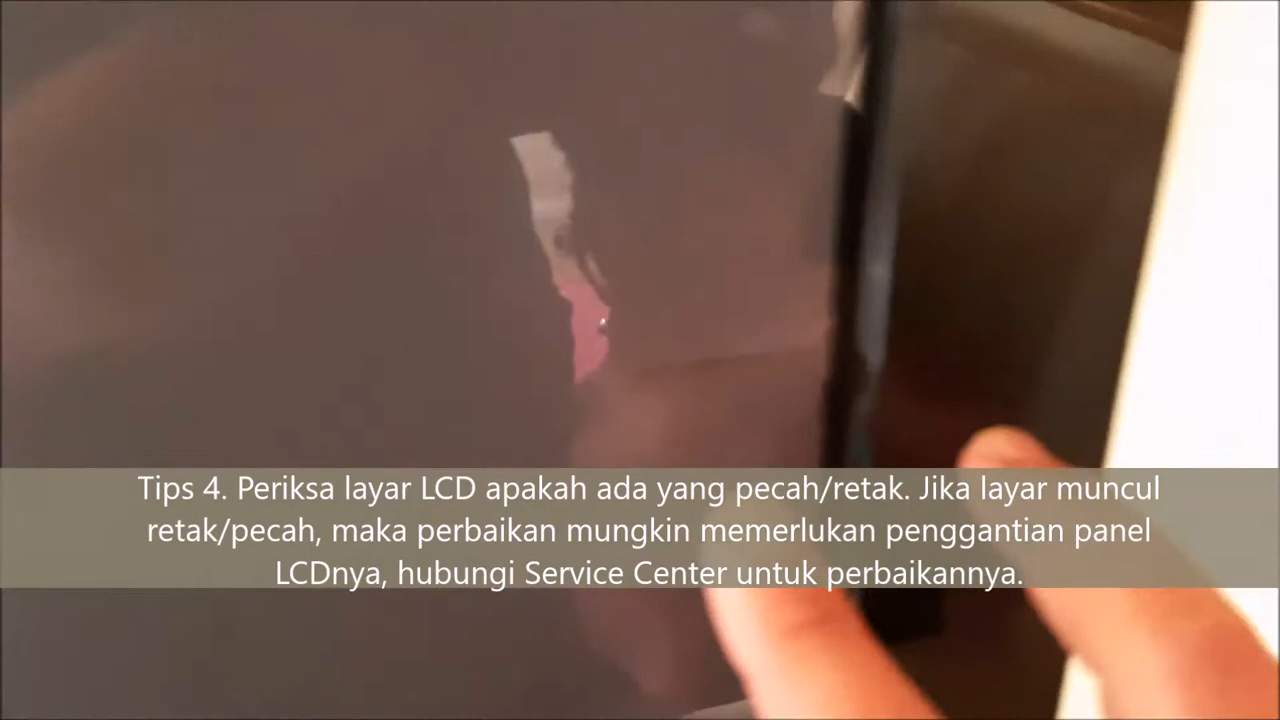 Tips 4. Periksa layar LCD apakah ada yang pecah/retak. Jika layar muncul
retak/pecah, maka perbaikan mungkin memerlukan penggantian panel
LCDnya, hubungi Service Center untuk perbaikannya.